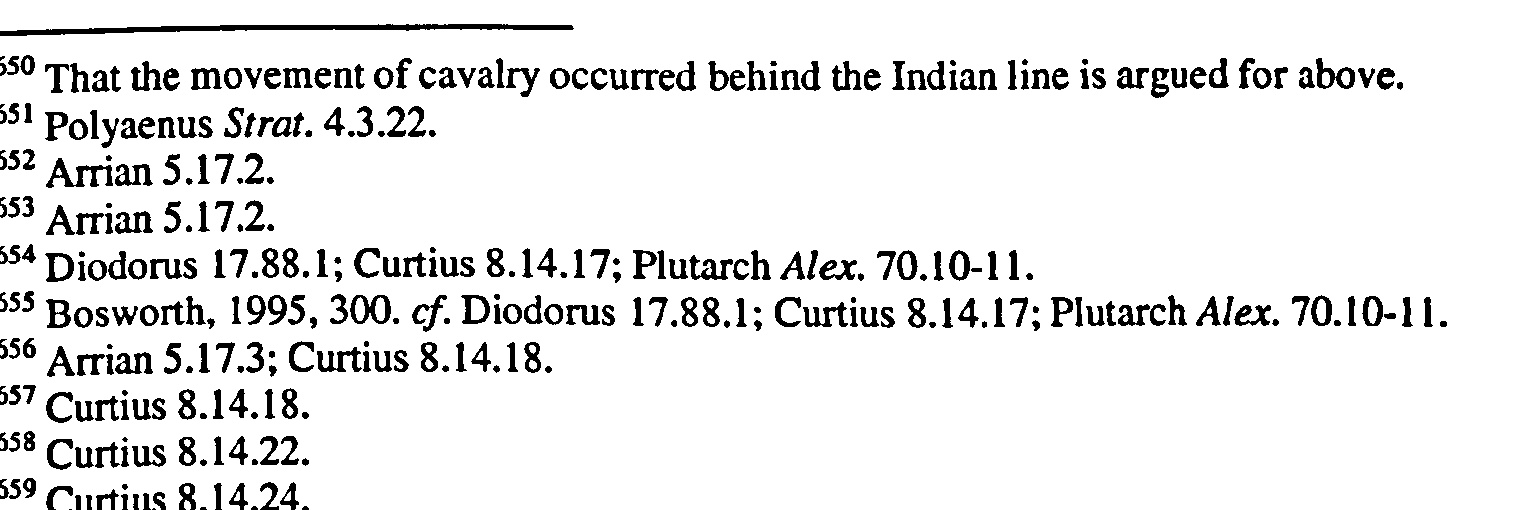 650 That the movement of cavalry occurred behind the Indian line is argued for above.
651 Polyaenus Strat. 4.3.22.
652 Arrian 5.17.2.
653 Arrian 5.17.2.
654 Diodorus 17.88.1; Curtius 8.14.17; Plutarch Alex. 70.10-11.
655 Bosworth, 1995, 300. cf. Diodorus 17.88.1; Curtius 8.14.17; Plutarch Alex. 70.10-11.
656 Arrian 5.17.3; Curtius 8.14.18.
657 Curtius 8.14.18.
658 Curtius 8.14.22.
659 Curtius 8.14.24.